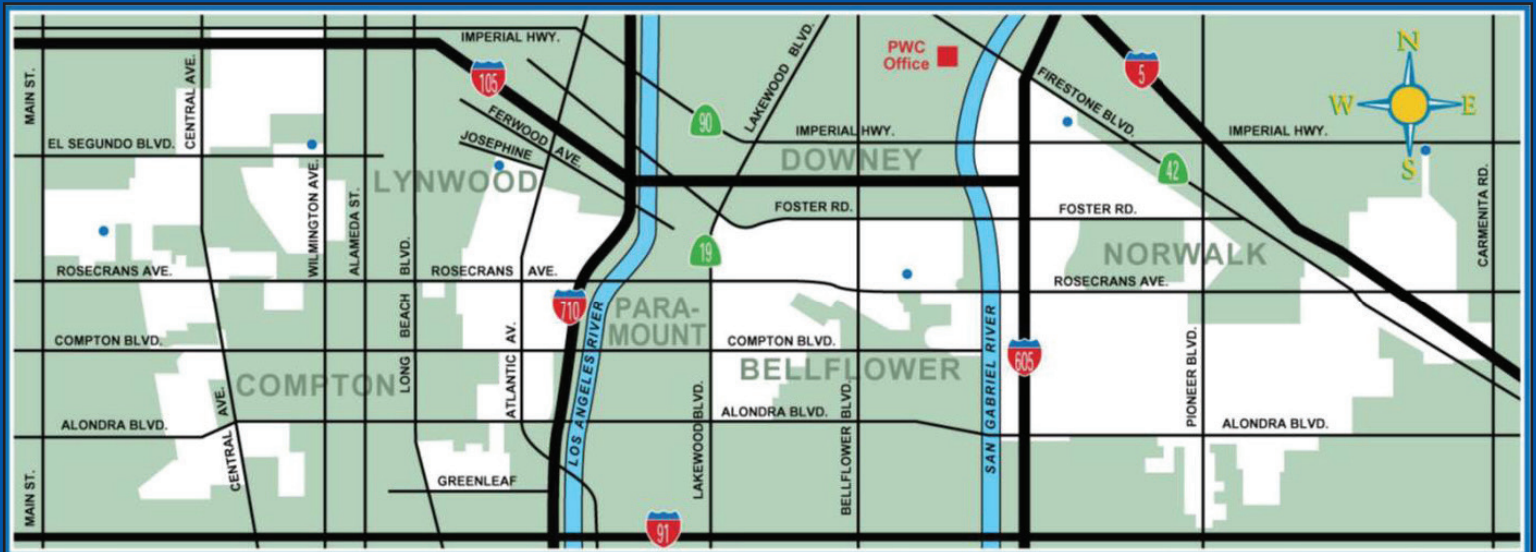 IMPERIAL HWY.
LAKEWOOD BLVD.
PWC
Office
N
W
E
S
MAIN ST.
CENTRAL AVE.
105
5
FIRESTONE BLVD.
FERWOOD AVE.
90
IMPERIAL HWY.
IMPERIAL HWY.
EL SEGUNDO BLVD.
JOSEPHINE
DOWNEY
42
LYNWOOD
WILMINGTON AVE.
ALAMEDA ST.
FOSTER RD.
FOSTER RD.
CARMENITA RD.
LONG BEACH BLVD.
19
NORWALK
ROSECRANS AVE.
ROSECRANS AVE.
ROSECRANS AVE.
710
PARA-
MOUNT
COMPTON BLVD.
ATLANTIC AV.
LOS ANGELES RIVER
COMPTON BLVD.
SAN GABRIEL RIVER
605
PIONEER BLVD.
COMPTON
BELLFLOWER
CENTRAL AVE.
LAKEWOOD BLVD.
BELLFLOWER BLVD.
ALONDRA BLVD.
ALONDRA BLVD.
ALONDRA BLVD.
MAIN ST.
GREENLEAF
91